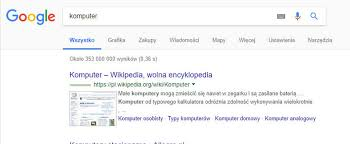 Google
komputer
Wszystko Grafika Zakupy Wiadomości Mapy Więcej Ustawienia Narzędzia
Około 353 000 000 wyników (0,36 s)
Komputer – Wikipedia, wolna encyklopedia
https://pl.wikipedia.org/wiki/Komputer
Małe komputery mogą zmieścić się nawet w zegarku i są zasilane baterią. ...
Komputer od typowego kalkulatora odróżnia zdolność wykonywania wielokrotnie ...
Komputer osobisty Typy komputerów Komputer domowy Komputer analogowy